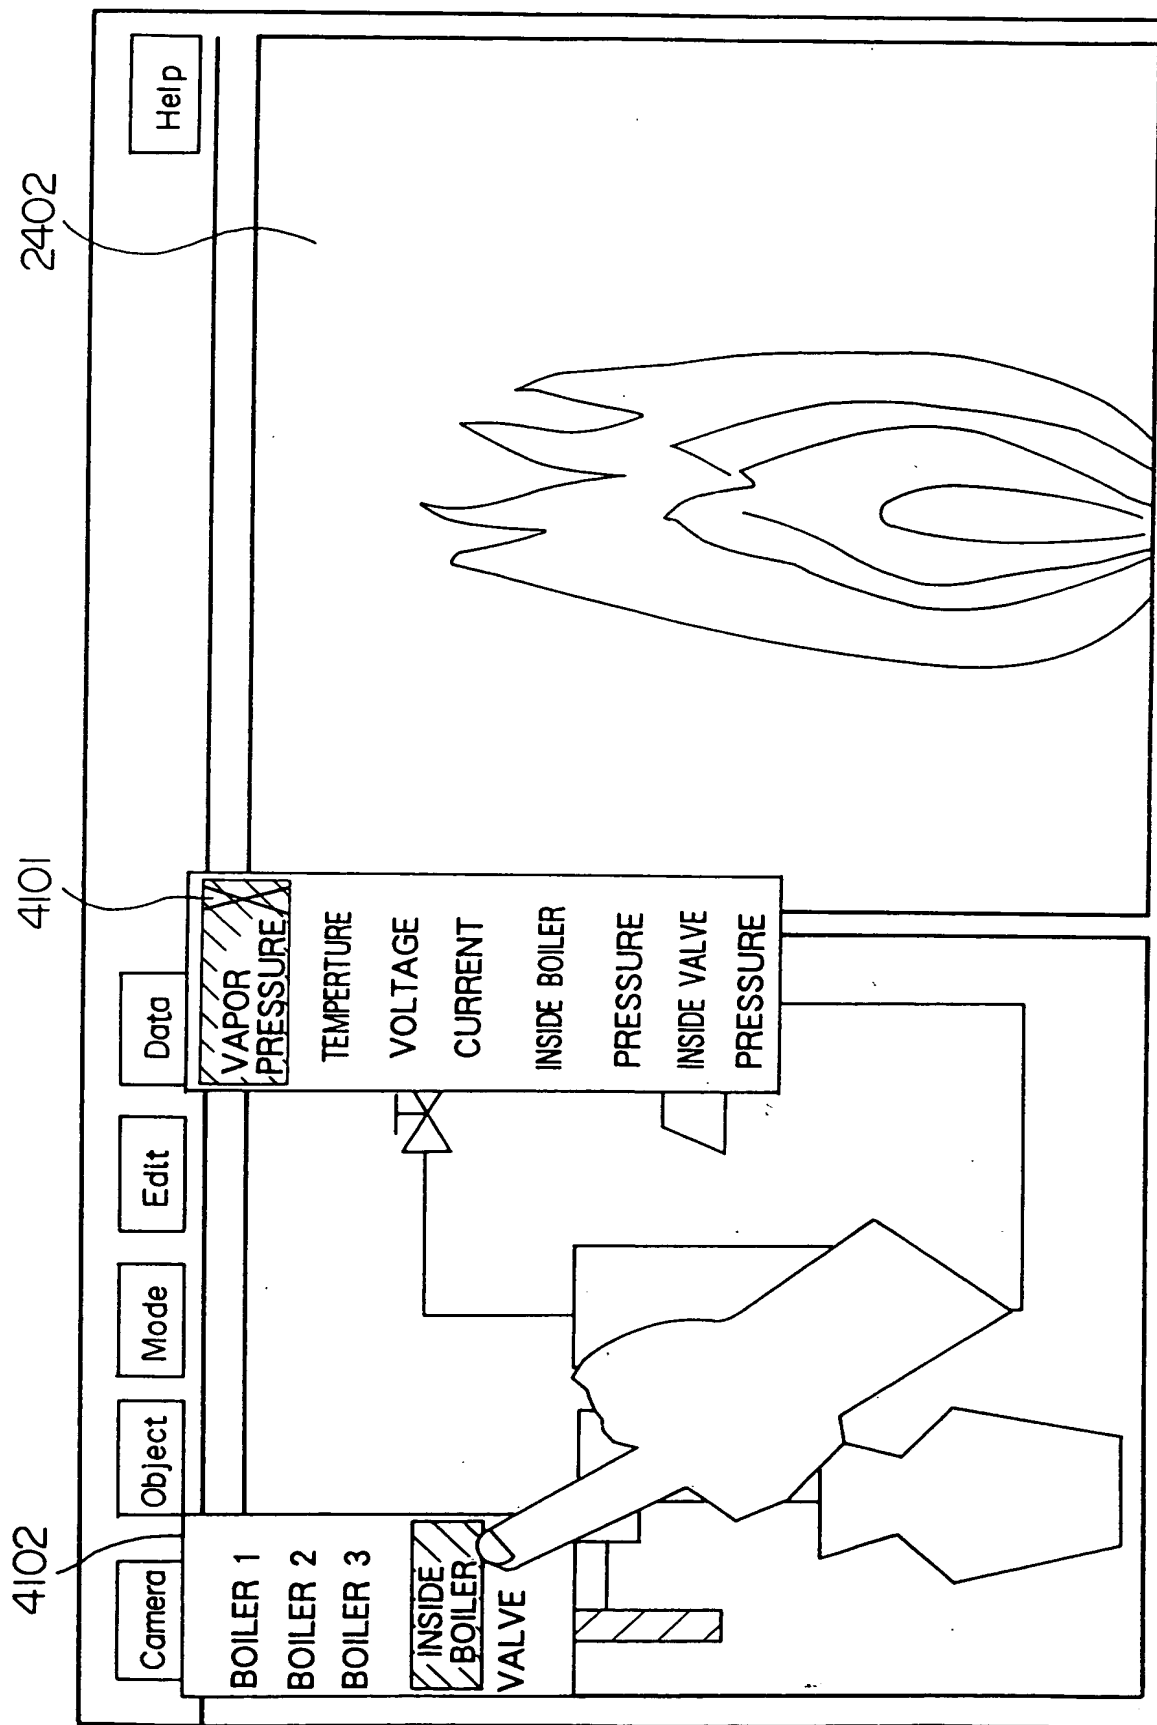 4102
4101
2402
Camera
Object
Mode
Edit
Data
Help
BOILER 1
BOILER 2
BOILER 3
INSIDE
BOILER
VALVE
VAPOR
PRESSURE
TEMPERTURE
VOLTAGE
CURRENT
INSIDE BOILER
PRESSURE
INSIDE VALVE
PRESSURE